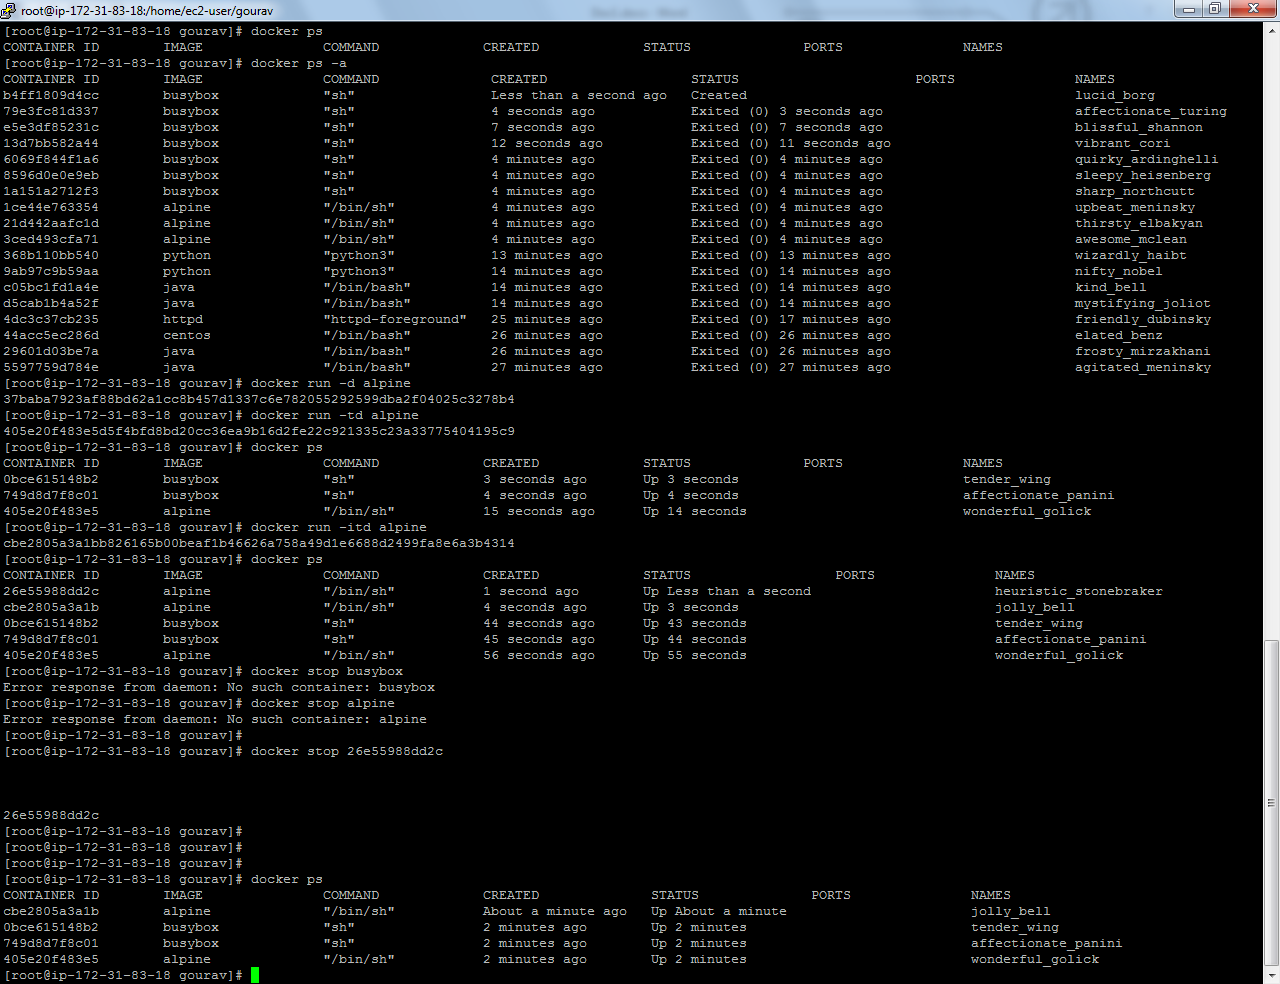 root@ip-172-31-83-18:/home/ec2-user/gourav
[root@ip-172-31-83-18 gourav]# docker ps
CONTAINER ID        IMAGE               COMMAND             CREATED             STATUS              PORTS               NAMES
[root@ip-172-31-83-18 gourav]# docker ps -a
CONTAINER ID        IMAGE               COMMAND              CREATED                  STATUS                      PORTS               NAMES
b4ff1809d4cc        busybox             "sh"                 Less than a second ago   Created                                         lucid_borg
79e3fc81d337        busybox             "sh"                 4 seconds ago            Exited (0) 3 seconds ago                        affectionate_turing
e5e3df85231c        busybox             "sh"                 7 seconds ago            Exited (0) 7 seconds ago                        blissful_shannon
13d7bb582a44        busybox             "sh"                 12 seconds ago           Exited (0) 11 seconds ago                       vibrant_cori
6069f844f1a6        busybox             "sh"                 4 minutes ago            Exited (0) 4 minutes ago                        quirky_ardinghelli
8596d0e0e9eb        busybox             "sh"                 4 minutes ago            Exited (0) 4 minutes ago                        sleepy_heisenberg
1a151a2712f3        busybox             "sh"                 4 minutes ago            Exited (0) 4 minutes ago                        sharp_northcutt
1ce44e763354        alpine              "/bin/sh"            4 minutes ago            Exited (0) 4 minutes ago                        upbeat_meninsky
21d442aafc1d        alpine              "/bin/sh"            4 minutes ago            Exited (0) 4 minutes ago                        thirsty_elbakyan
3ced493cfa71        alpine              "/bin/sh"            4 minutes ago            Exited (0) 4 minutes ago                        awesome_mclean
368b110bb540        python              "python3"            13 minutes ago           Exited (0) 13 minutes ago                       wizardly_haibt
9ab97c9b59aa        python              "python3"            14 minutes ago           Exited (0) 14 minutes ago                       nifty_nobel
c05bc1fd1a4e        java                "/bin/bash"          14 minutes ago           Exited (0) 14 minutes ago                       kind_bell
d5cab1b4a52f        java                "/bin/bash"          14 minutes ago           Exited (0) 14 minutes ago                       mystifying_joliot
4dc3c37cb235        httpd               "httpd-foreground"   25 minutes ago           Exited (0) 17 minutes ago                       friendly_dubinsky
44acc5ec286d        centos              "/bin/bash"          26 minutes ago           Exited (0) 26 minutes ago                       elated_benz
29601d03be7a        java                "/bin/bash"          26 minutes ago           Exited (0) 26 minutes ago                       frosty_mirzakhani
5597759d784e        java                "/bin/bash"          27 minutes ago           Exited (0) 27 minutes ago                       agitated_meninsky
[root@ip-172-31-83-18 gourav]# docker run -d alpine
37baba7923af88bd62a1cc8b457d1337c6e782055292599dba2f04025c3278b4
[root@ip-172-31-83-18 gourav]# docker run -td alpine
405e20f483e5d5f4bfd8bd20cc36ea9b16d2fe22c921335c23a33775404195c9
[root@ip-172-31-83-18 gourav]# docker ps
CONTAINER ID        IMAGE               COMMAND             CREATED             STATUS              PORTS               NAMES
0bce615148b2        busybox             "sh"                3 seconds ago       Up 3 seconds                            tender_wing
749d8d7f8c01        busybox             "sh"                4 seconds ago       Up 4 seconds                            affectionate_panini
405e20f483e5        alpine              "/bin/sh"           15 seconds ago      Up 14 seconds                           wonderful_golick
[root@ip-172-31-83-18 gourav]# docker run -itd alpine
cbe2805a3a1bb826165b00beaf1b46626a758a49d1e6688d2499fa8e6a3b4314
[root@ip-172-31-83-18 gourav]# docker ps
CONTAINER ID        IMAGE               COMMAND             CREATED             STATUS                  PORTS               NAMES
26e55988dd2c        alpine              "/bin/sh"           1 second ago        Up Less than a second                       heuristic_stonebraker
cbe2805a3a1b        alpine              "/bin/sh"           4 seconds ago       Up 3 seconds                                jolly_bell
0bce615148b2        busybox             "sh"                44 seconds ago      Up 43 seconds                               tender_wing
749d8d7f8c01        busybox             "sh"                45 seconds ago      Up 44 seconds                               affectionate_panini
405e20f483e5        alpine              "/bin/sh"           56 seconds ago      Up 55 seconds                               wonderful_golick
[root@ip-172-31-83-18 gourav]# docker stop busybox
Error response from daemon: No such container: busybox
[root@ip-172-31-83-18 gourav]# docker stop alpine
Error response from daemon: No such container: alpine
[root@ip-172-31-83-18 gourav]#
[root@ip-172-31-83-18 gourav]# docker stop 26e55988dd2c
26e55988dd2c
[root@ip-172-31-83-18 gourav]#
[root@ip-172-31-83-18 gourav]#
[root@ip-172-31-83-18 gourav]#
[root@ip-172-31-83-18 gourav]# docker ps
CONTAINER ID        IMAGE               COMMAND             CREATED              STATUS              PORTS               NAMES
cbe2805a3a1b        alpine              "/bin/sh"           About a minute ago   Up About a minute                       jolly_bell
0bce615148b2        busybox             "sh"                2 minutes ago        Up 2 minutes                            tender_wing
749d8d7f8c01        busybox             "sh"                2 minutes ago        Up 2 minutes                            affectionate_panini
405e20f483e5        alpine              "/bin/sh"           2 minutes ago        Up 2 minutes                            wonderful_golick
[root@ip-172-31-83-18 gourav]#